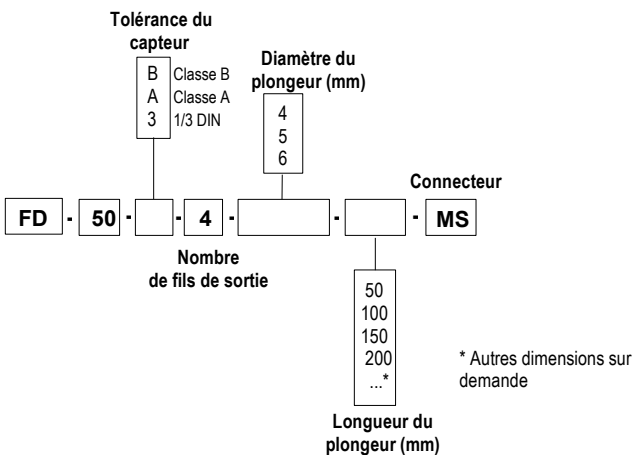 Tolérance du
capteur
B Classe B
A Classe A
3 1/3 DIN
Diamètre du
plongeur (mm)
4
5
6
Connecteur
FD - 50 - - 4 - - - MS
Nombre
de fils de sortie
50
100
150
200
...*
* Autres dimensions sur
demande
Longueur du
plongeur (mm)